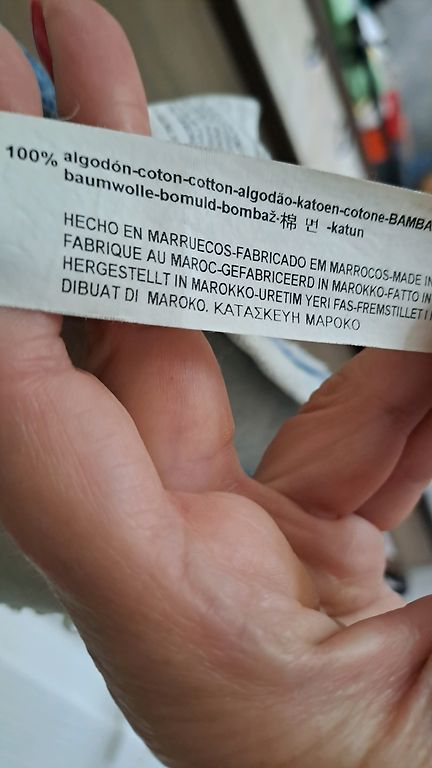 100% algodón-coton-cotton-algodão-katoen-cotone-BAMBA
baumwolle-bomuld-bombaž-棉 면 -katun
HECHO EN MARRUECOS-FABRICADO EM MARROCOS-MADE IN
FABRIQUE AU MAROC-GEFABRICEERD IN MAROKKO-FATTO IN
HERGESTELLT IN MAROKKO-URETIM YERI FAS-FREMSTILLET I
DIBUAT DI MAROKO. ΚΑΤΑΣΚΕΥΗ ΜΑΡΟΚΟ